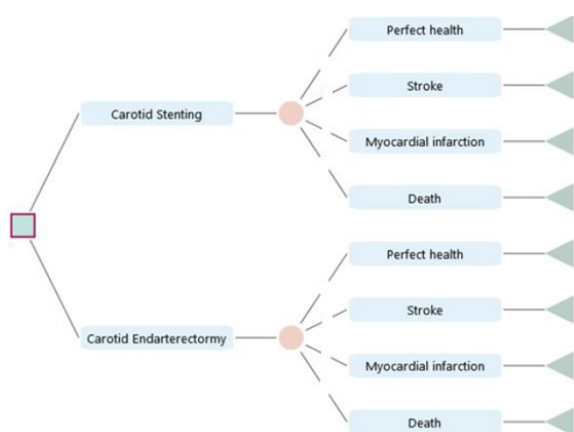 Perfect health
Stroke
Carotid Stenting
Myocardial infarction
Death
Perfect health
Stroke
Carotid Endarterectormy
Myocardial infarction
Death